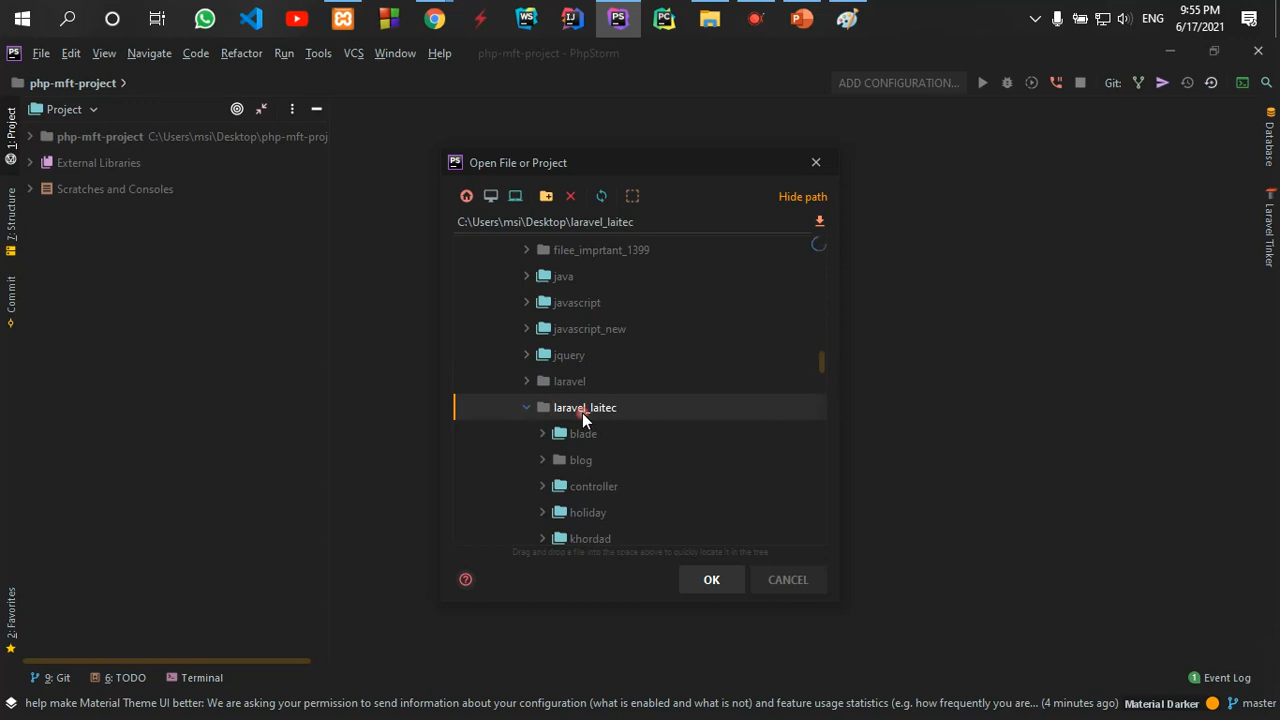 ENG
9:55 PM
6/17/2021
File Edit View Navigate Code Refactor Run Tools VCS Window Help php-mft-project - PhpStorm
php-mft-project
ADD CONFIGURATION... Git:
Project
php-mft-project C:\Users\msi\Desktop\php-mft-proj
External Libraries
Scratches and Consoles
1: Project
7: Structure
Commit
2: Favorites
Database
Laravel Tinker
Open File or Project
Hide path
C:\Users\msi\Desktop\laravel_laitec
filee_imprtant_1399
java
javascript
javascript_new
jquery
laravel
laravel_laitec
blade
blog
controller
holiday
khordad
Drag and drop a file into the space above to quickly locate it in the tree
OK CANCEL
9: Git 6: TODO Terminal 1 Event Log
help make Material Theme UI better: We are asking your permission to send information about your configuration (what is enabled and what is not) and feature usage statistics (e.g. how frequently you are... (4 minutes ago) Material Darker master